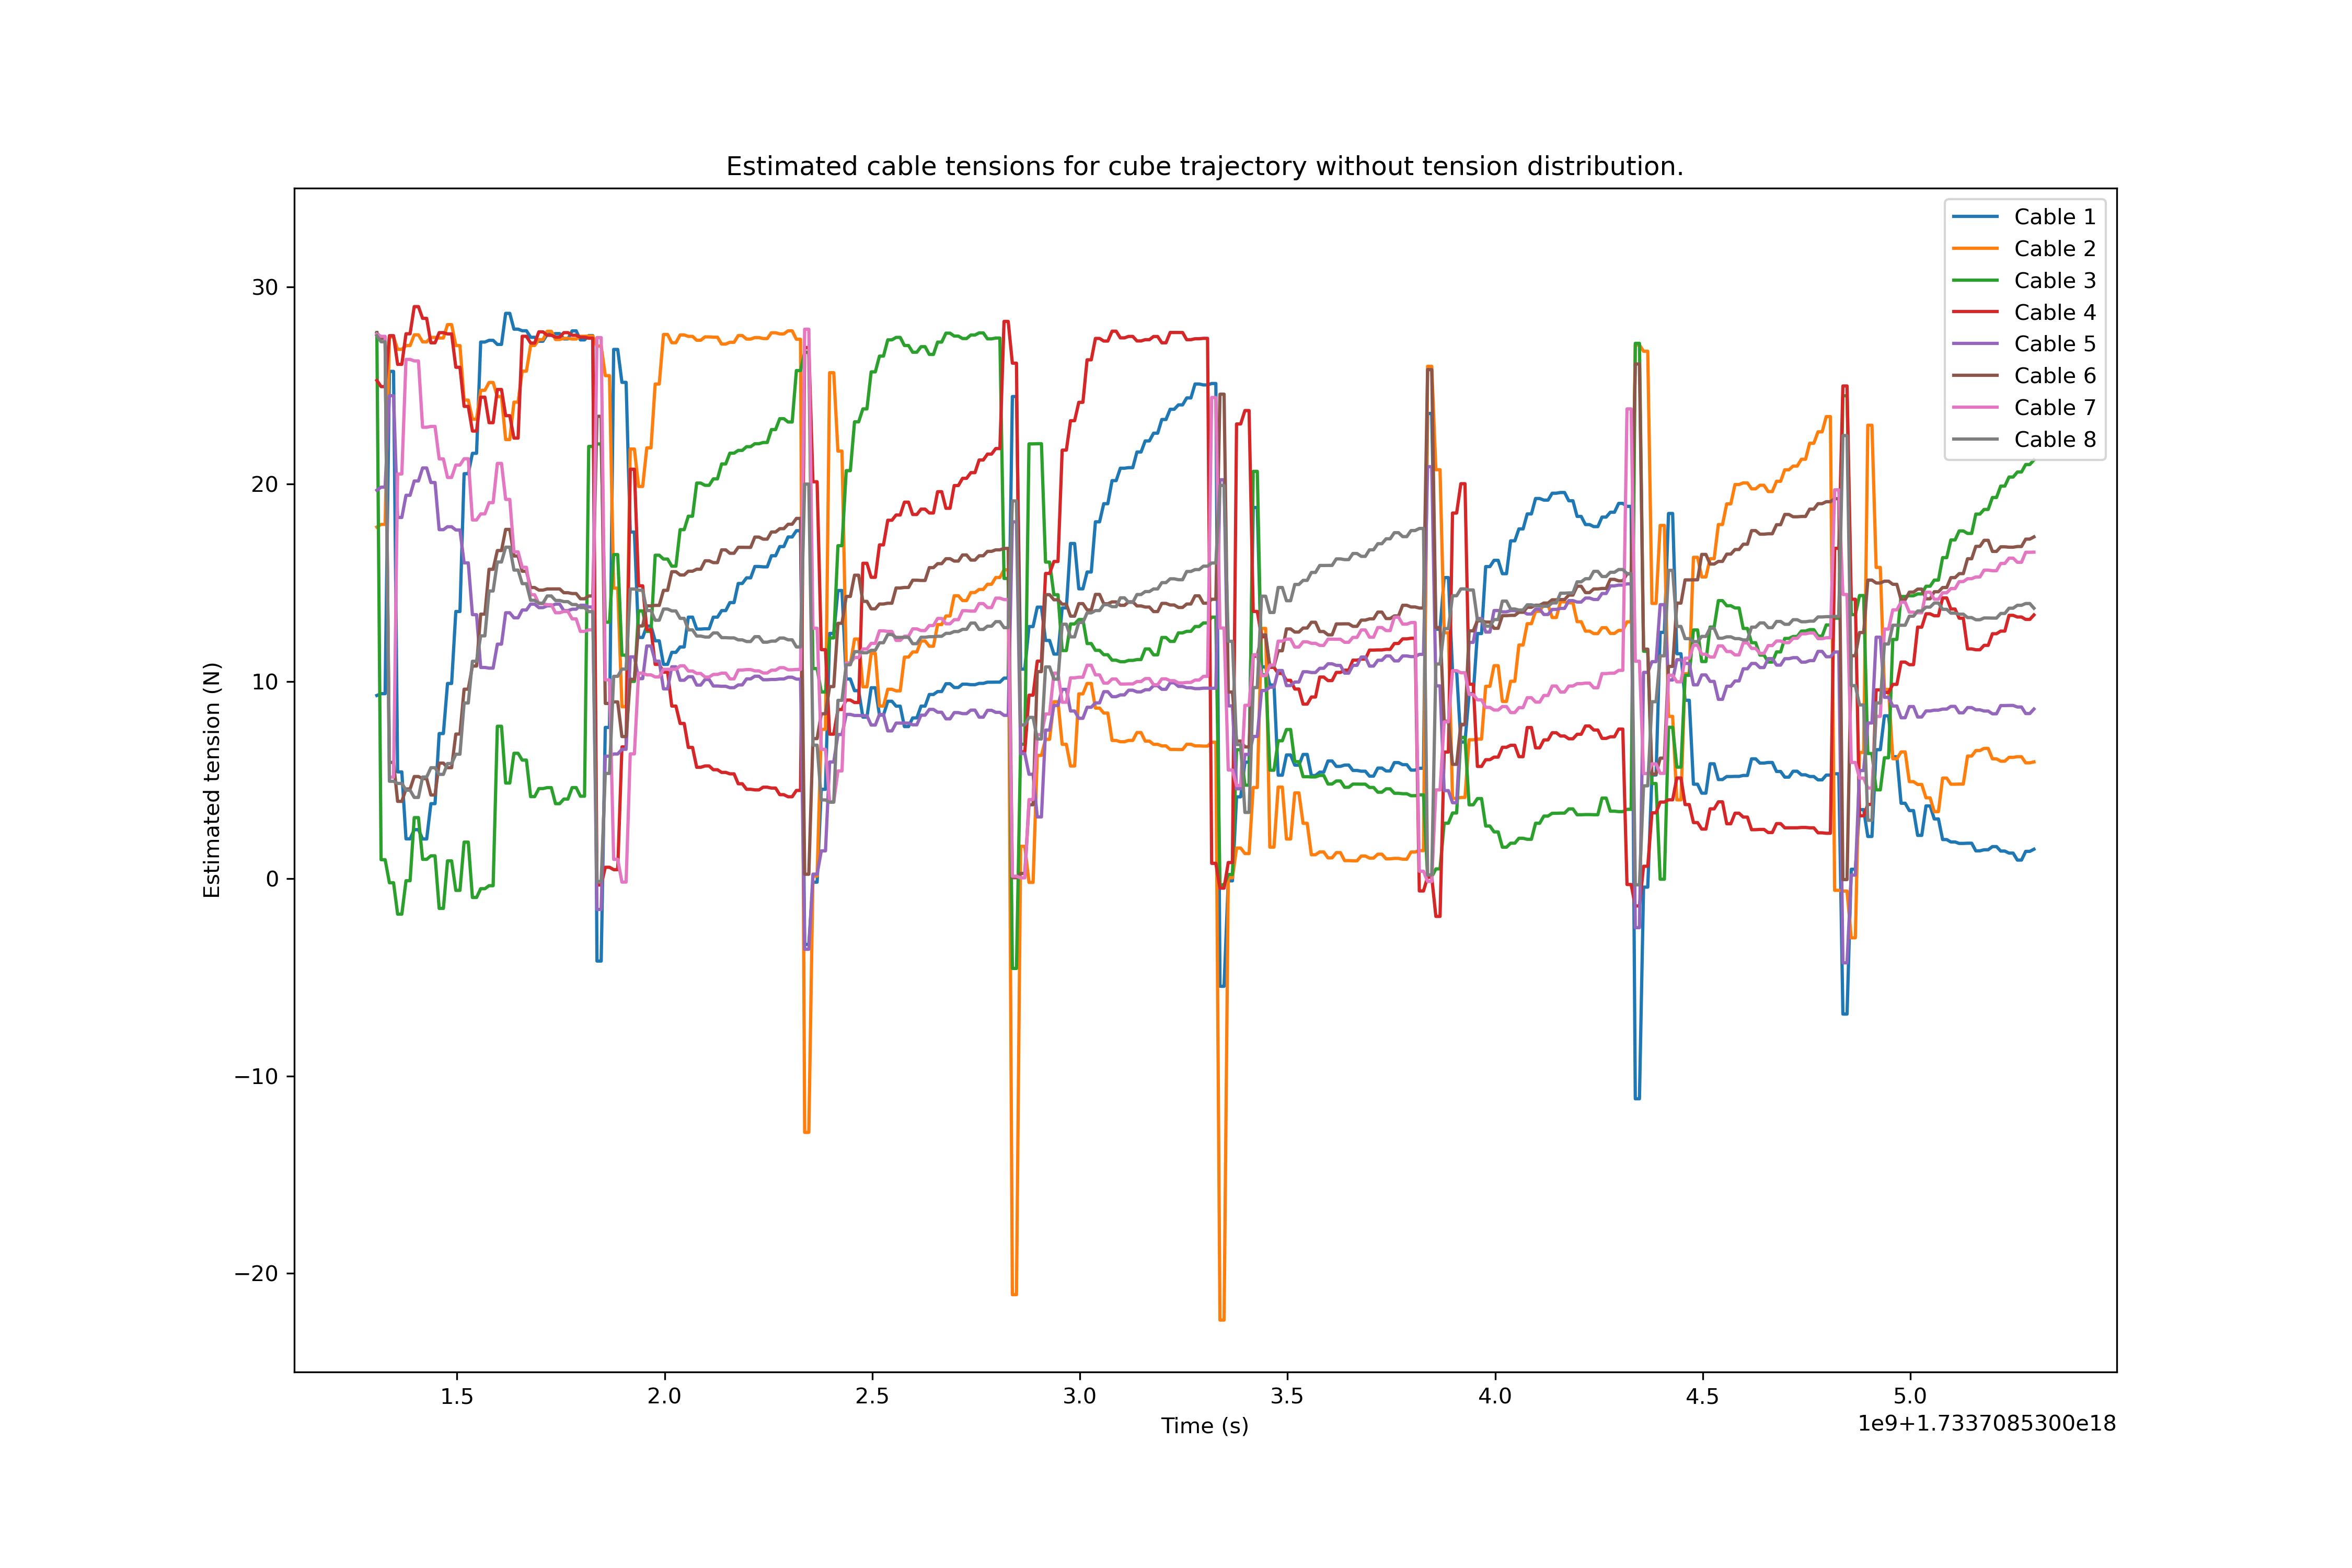 Estimated cable tensions for cube trajectory without tension distribution.
Cable 1
Cable 2
Cable 3
Cable 4
Cable 5
Cable 6
Cable 7
Cable 8
Estimated tension (N)
30
20
10
0
−10
−20
1.5 2.0 2.5 3.0 3.5 4.0 4.5 5.0
Time (s)
1e9+1.7337085300e18